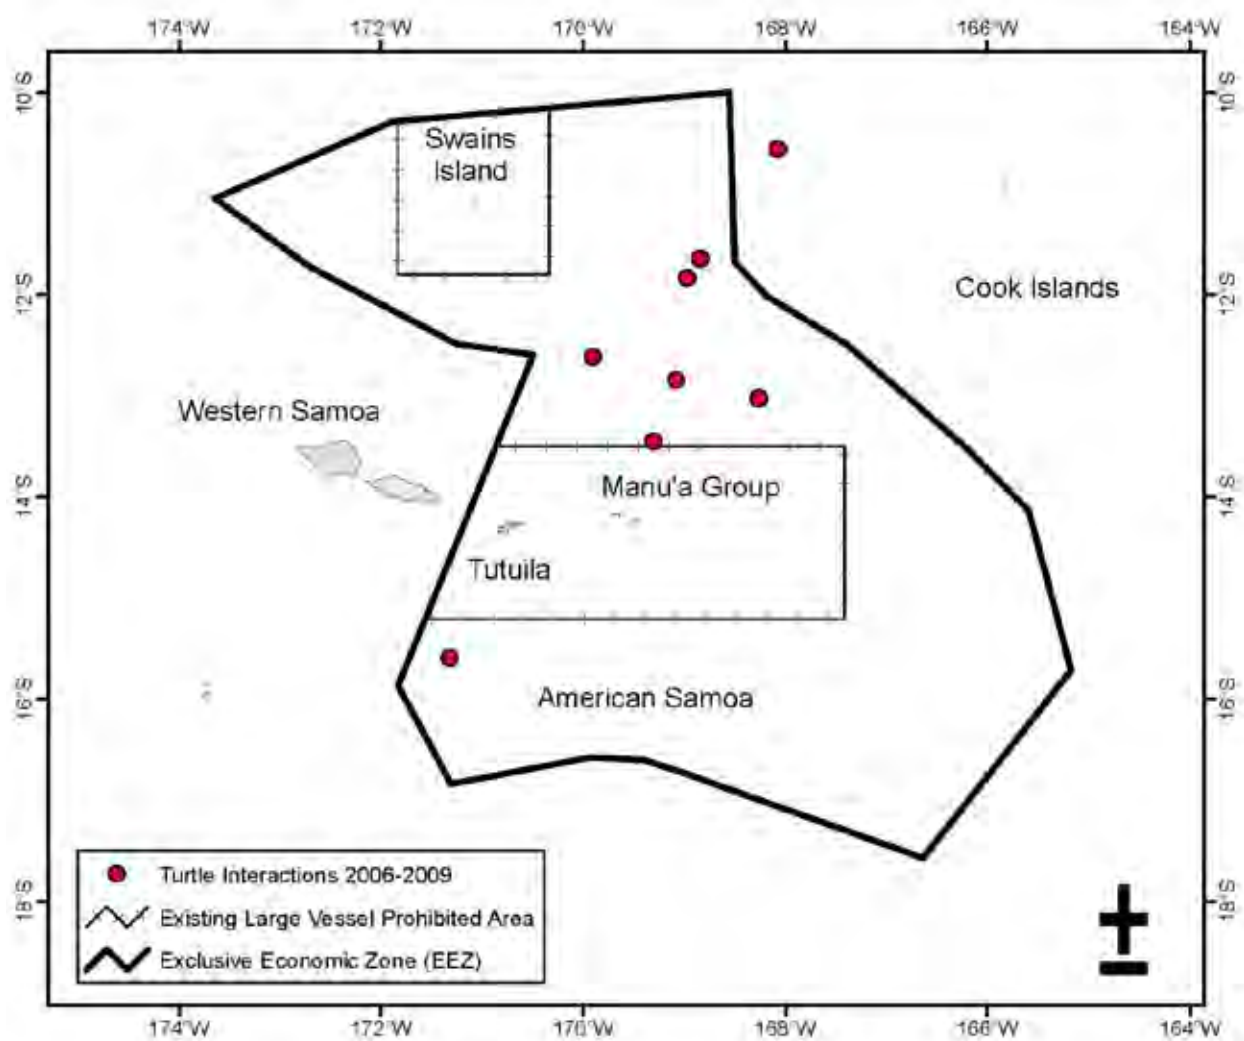 174°W 172°W 170°W 168°W 166°W 164°W
10°S 10°S
Swains
Island
12°S 12°S
Cook Islands
Western Samoa
Manu'a Group
14°S 14°S
Tutuila
American Samoa
16°S 16°S
Turtle Interactions 2006-2009
18°S 18°S
Existing Large Vessel Prohibited Area
Exclusive Economic Zone (EEZ)
174°W 172°W 170°W 168°W 166°W 164°W